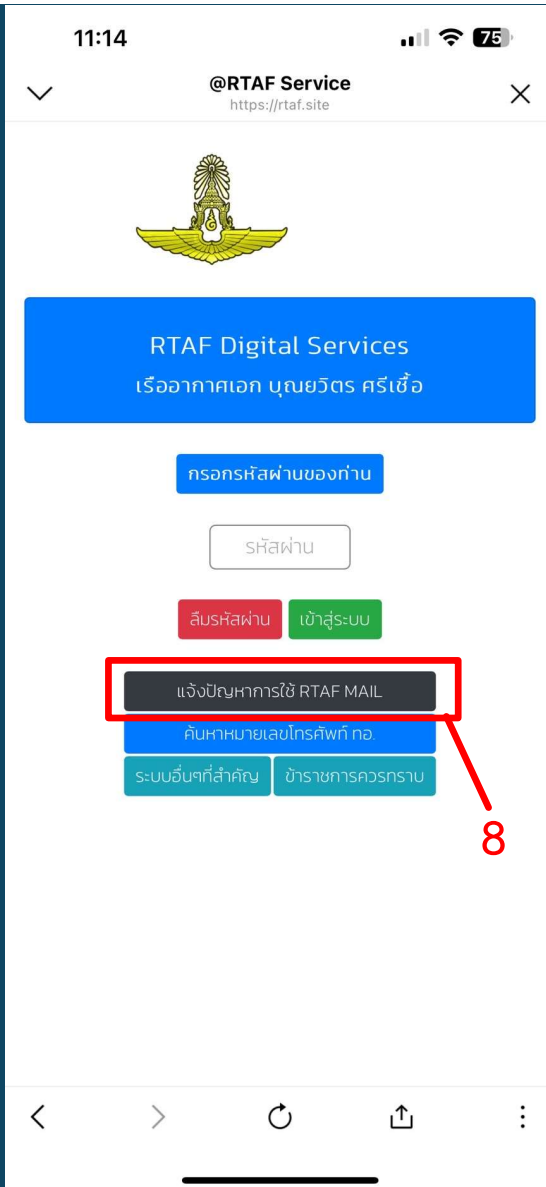 11:14
75
@RTAF Service
https://rtaf.site
RTAF Digital Services
เรืออากาศเอก บุณยวิตร ศรีเชื้อ
กรอกรหัสผ่านของท่าน
รหัสผ่าน
ลืมรหัสผ่าน เข้าสู่ระบบ
แจ้งปัญหาการใช้ RTAF MAIL
ค้นหาหมายเลขโทรศัพท์ ทอ.
ระบบอื่นๆที่สำคัญ ข้าราชการควรทราบ
8